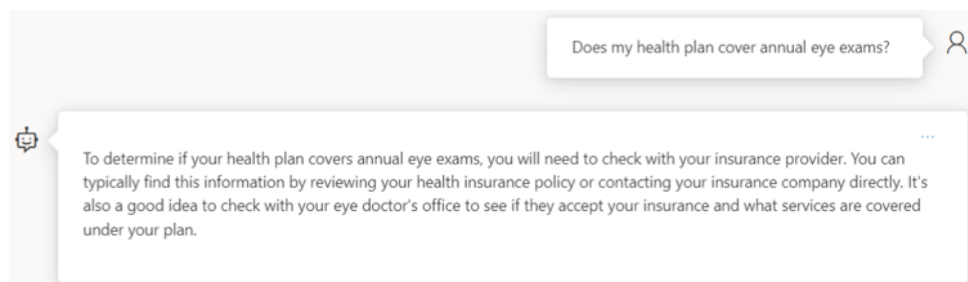 Does my health plan cover annual eye exams?
...
To determine if your health plan covers annual eye exams, you will need to check with your insurance provider. You can
typically find this information by reviewing your health insurance policy or contacting your insurance company directly. It's
also a good idea to check with your eye doctor's office to see if they accept your insurance and what services are covered
under your plan.